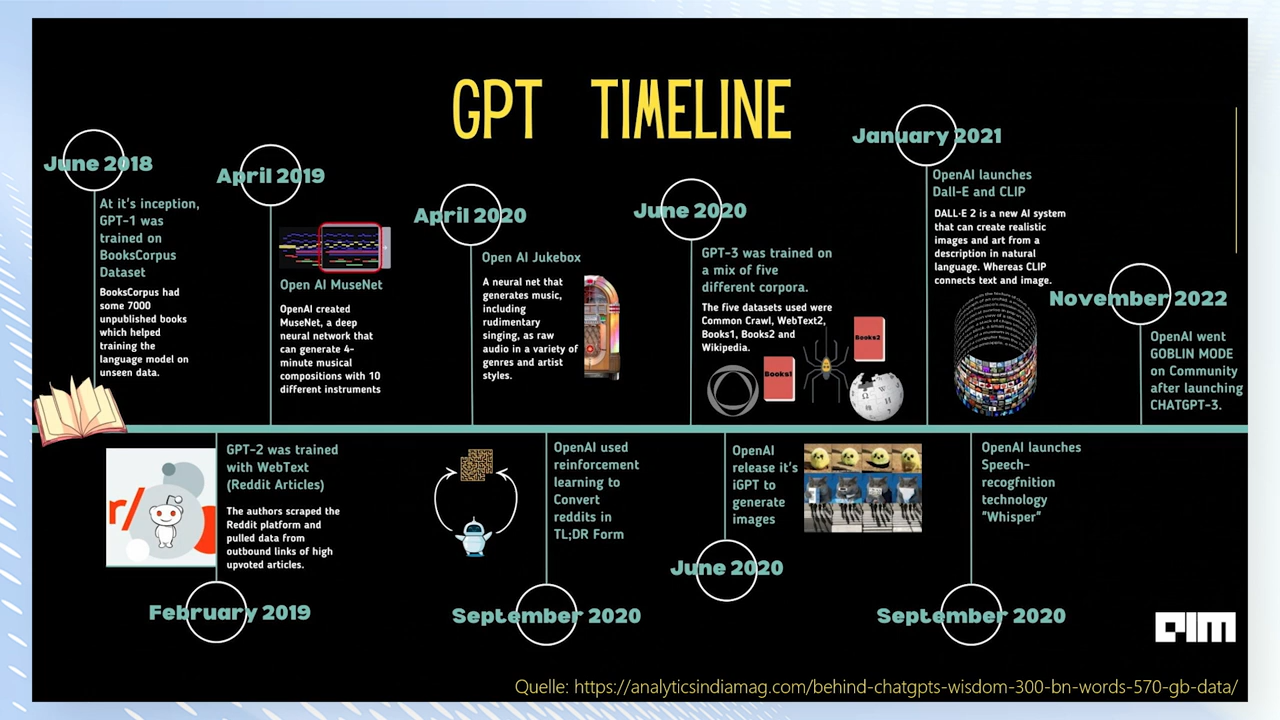 GPT TIMELINE
June 2018
At it's inception,
GPT-1 was
trained on
BooksCorpus
Dataset
BooksCorpus had
some 7000
unpublished books
which helped
training the
language model on
unseen data.
April 2019
Open AI MuseNet
OpenAI created
MuseNet, a deep
neural network that
can generate 4-
minute musical
compositions with 10
different instruments
April 2020
Open AI Jukebox
A neural net that
generates music,
including
rudimentary
singing, as raw
audio in a variety of
genres and artist
styles.
June 2020
GPT-3 was trained on
a mix of five
different corpora.
The five datasets used were
Common Crawl, WebText2,
Books1, Books2 and
Wikipedia.
Books1
Books2
January 2021
OpenAI launches
Dall-E and CLIP
DALL·E 2 is a new AI system
that can create realistic
images and art from a
description in natural
language. Whereas CLIP
connects text and image.
November 2022
OpenAI went
GOBLIN MODE
on Community
after launching
CHATGPT-3.
r/
GPT-2 was trained
with WebText
(Reddit Articles)
The authors scraped the
Reddit platform and
pulled data from
outbound links of high
upvoted articles.
February 2019
OpenAI used
reinforcement
learning to
Convert
reddits in
TL;DR Form
September 2020
OpenAI
release it's
iGPT to
generate
images
June 2020
OpenAI launches
Speech-
recogfnition
technology
"Whisper"
September 2020
AIM
Quelle: https://analyticsindiamag.com/behind-chatgpts-wisdom-300-bn-words-570-gb-data/